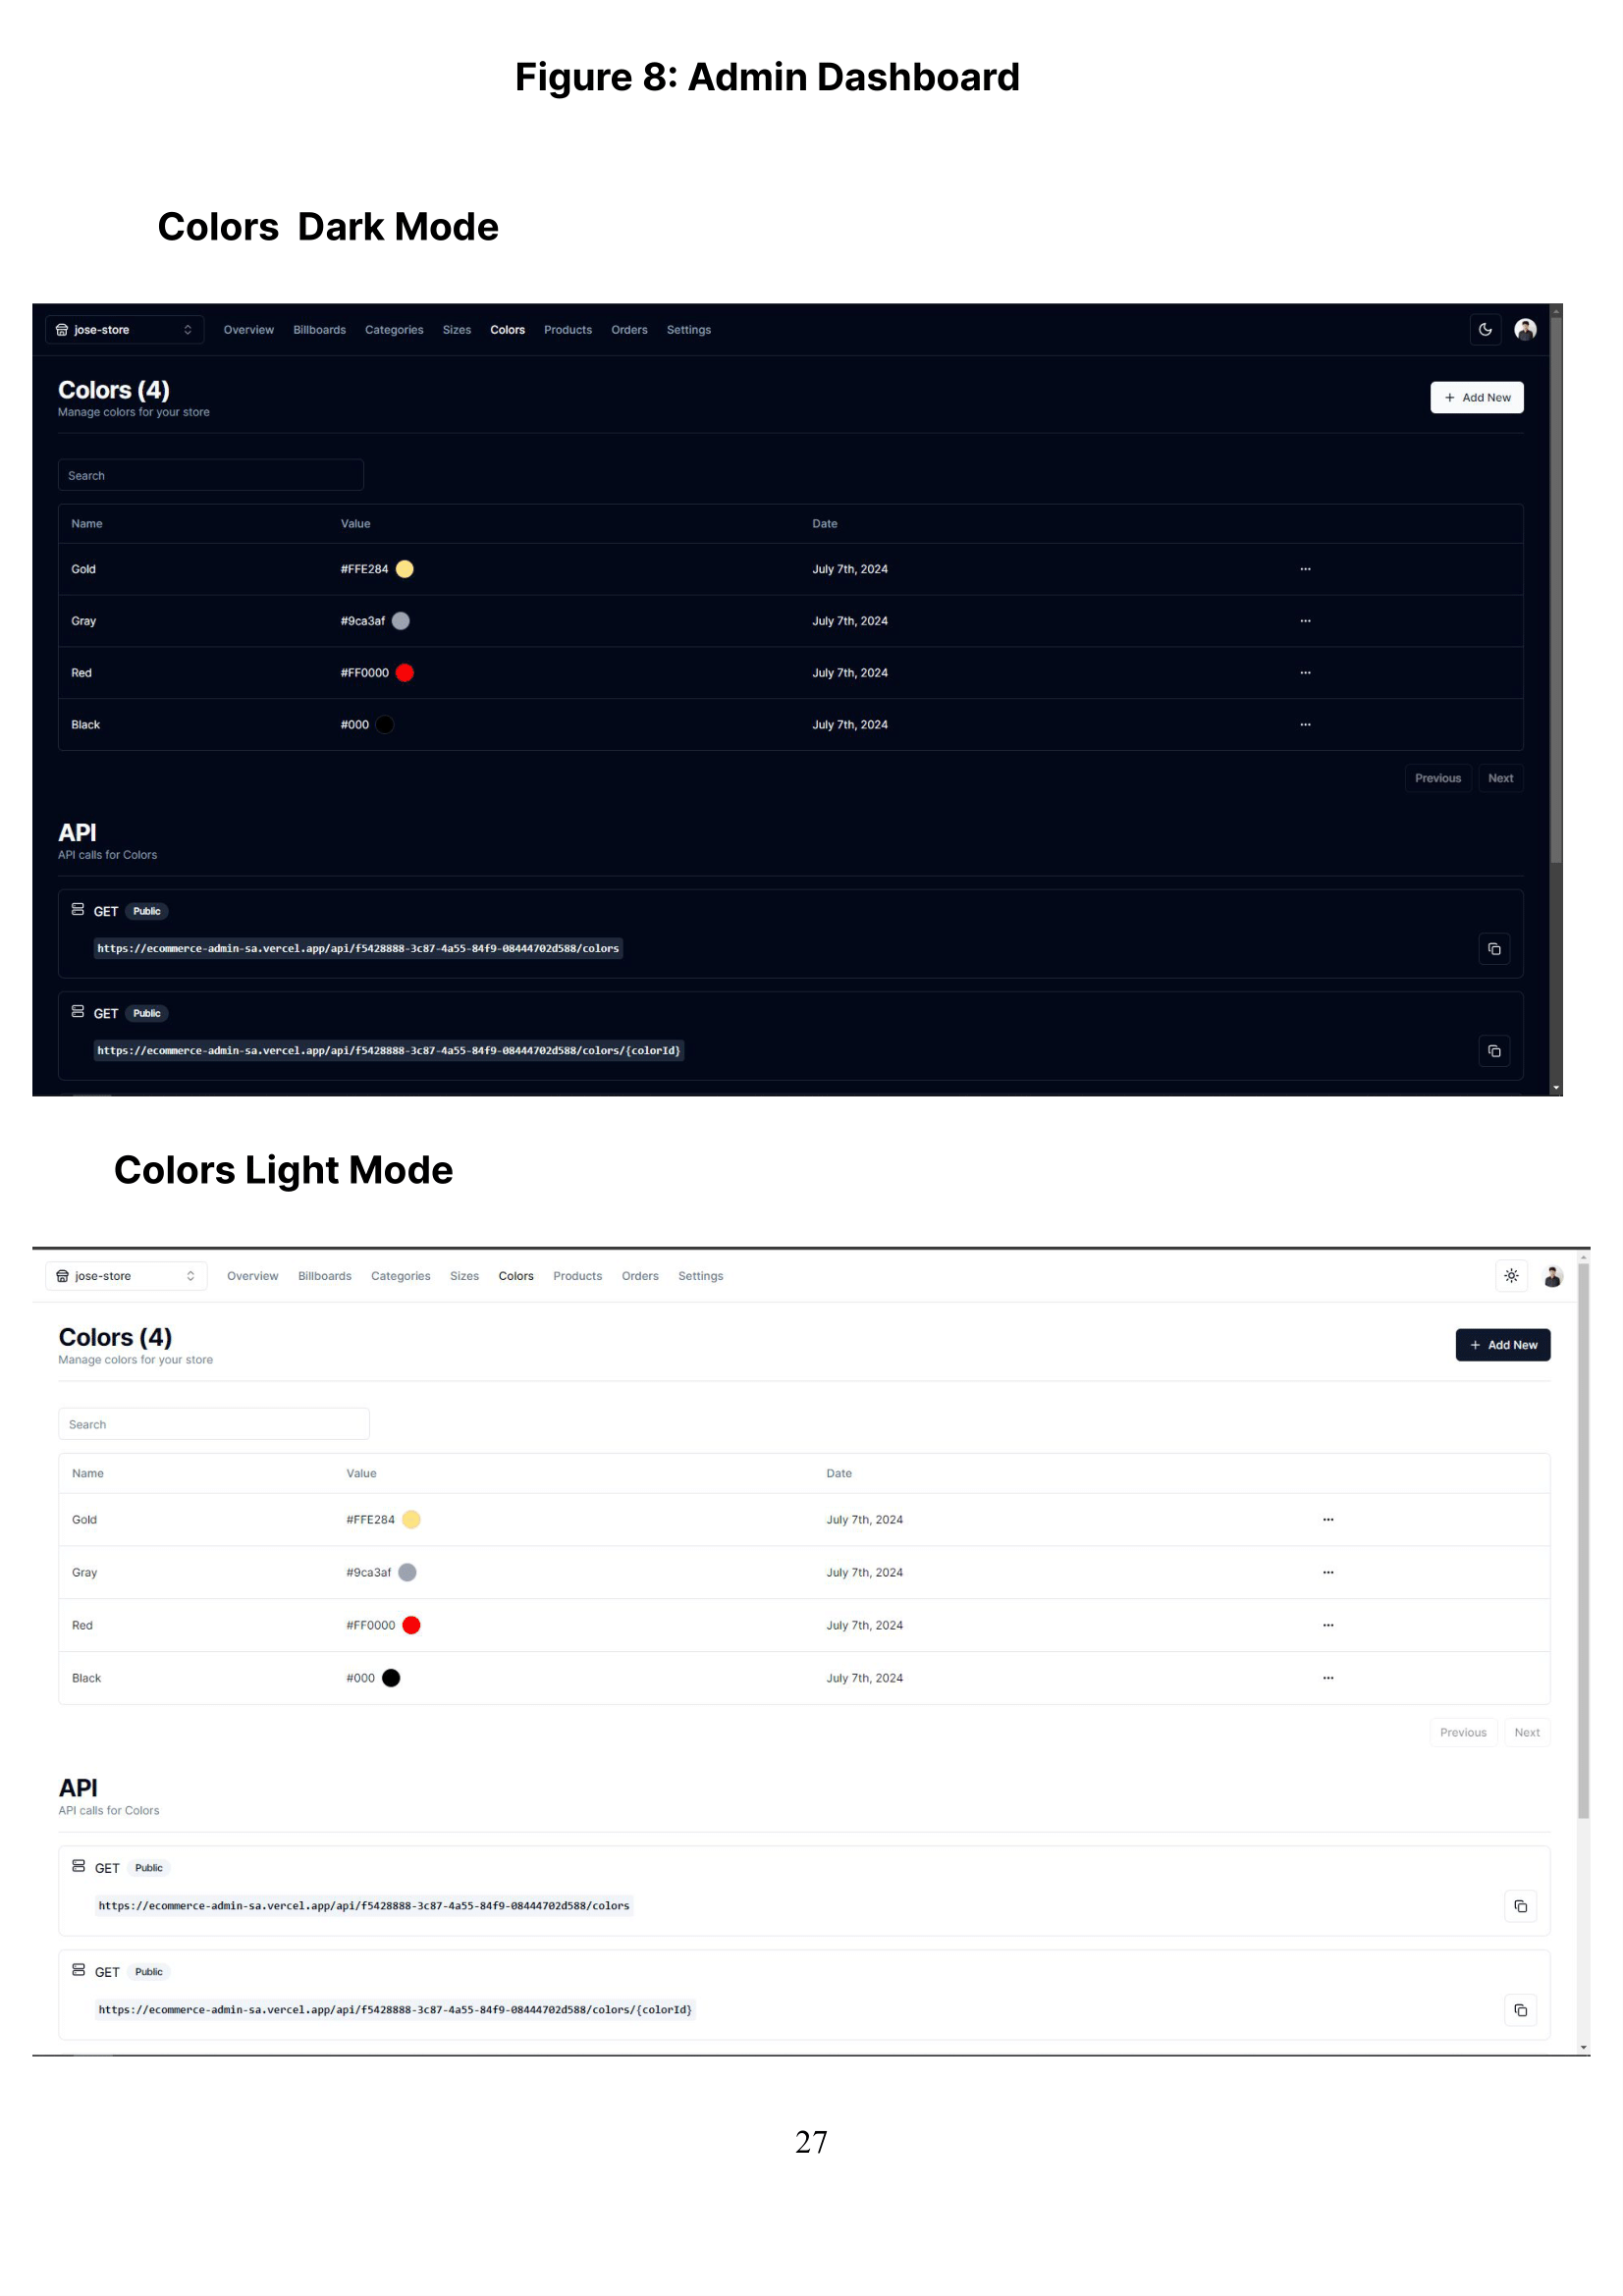 Figure 8: Admin Dashboard
Colors Dark Mode
jose-store Overview Billboards Categories Sizes Colors Products Orders Settings
Colors (4)
Manage colors for your store
+ Add New
Search
Name Value Date
Gold #FFE284 July 7th, 2024 ...
Gray #9ca3af July 7th, 2024 ...
Red #FF0000 July 7th, 2024 ...
Black #000 July 7th, 2024 ...
Previous Next
API
API calls for Colors
GET Public
https://ecommerce-admin-sa.vercel.app/api/f5428888-3c87-4a55-84f9-08444702d588/colors
GET Public
https://ecommerce-admin-sa.vercel.app/api/f5428888-3c87-4a55-84f9-08444702d588/colors/{colorId}
Colors Light Mode
jose-store Overview Billboards Categories Sizes Colors Products Orders Settings
Colors (4)
Manage colors for your store
+ Add New
Search
Name Value Date
Gold #FFE284 July 7th, 2024 ...
Gray #9ca3af July 7th, 2024 ...
Red #FF0000 July 7th, 2024 ...
Black #000 July 7th, 2024 ...
Previous Next
API
API calls for Colors
GET Public
https://ecommerce-admin-sa.vercel.app/api/f5428888-3c87-4a55-84f9-08444702d588/colors
GET Public
https://ecommerce-admin-sa.vercel.app/api/f5428888-3c87-4a55-84f9-08444702d588/colors/{colorId}
27